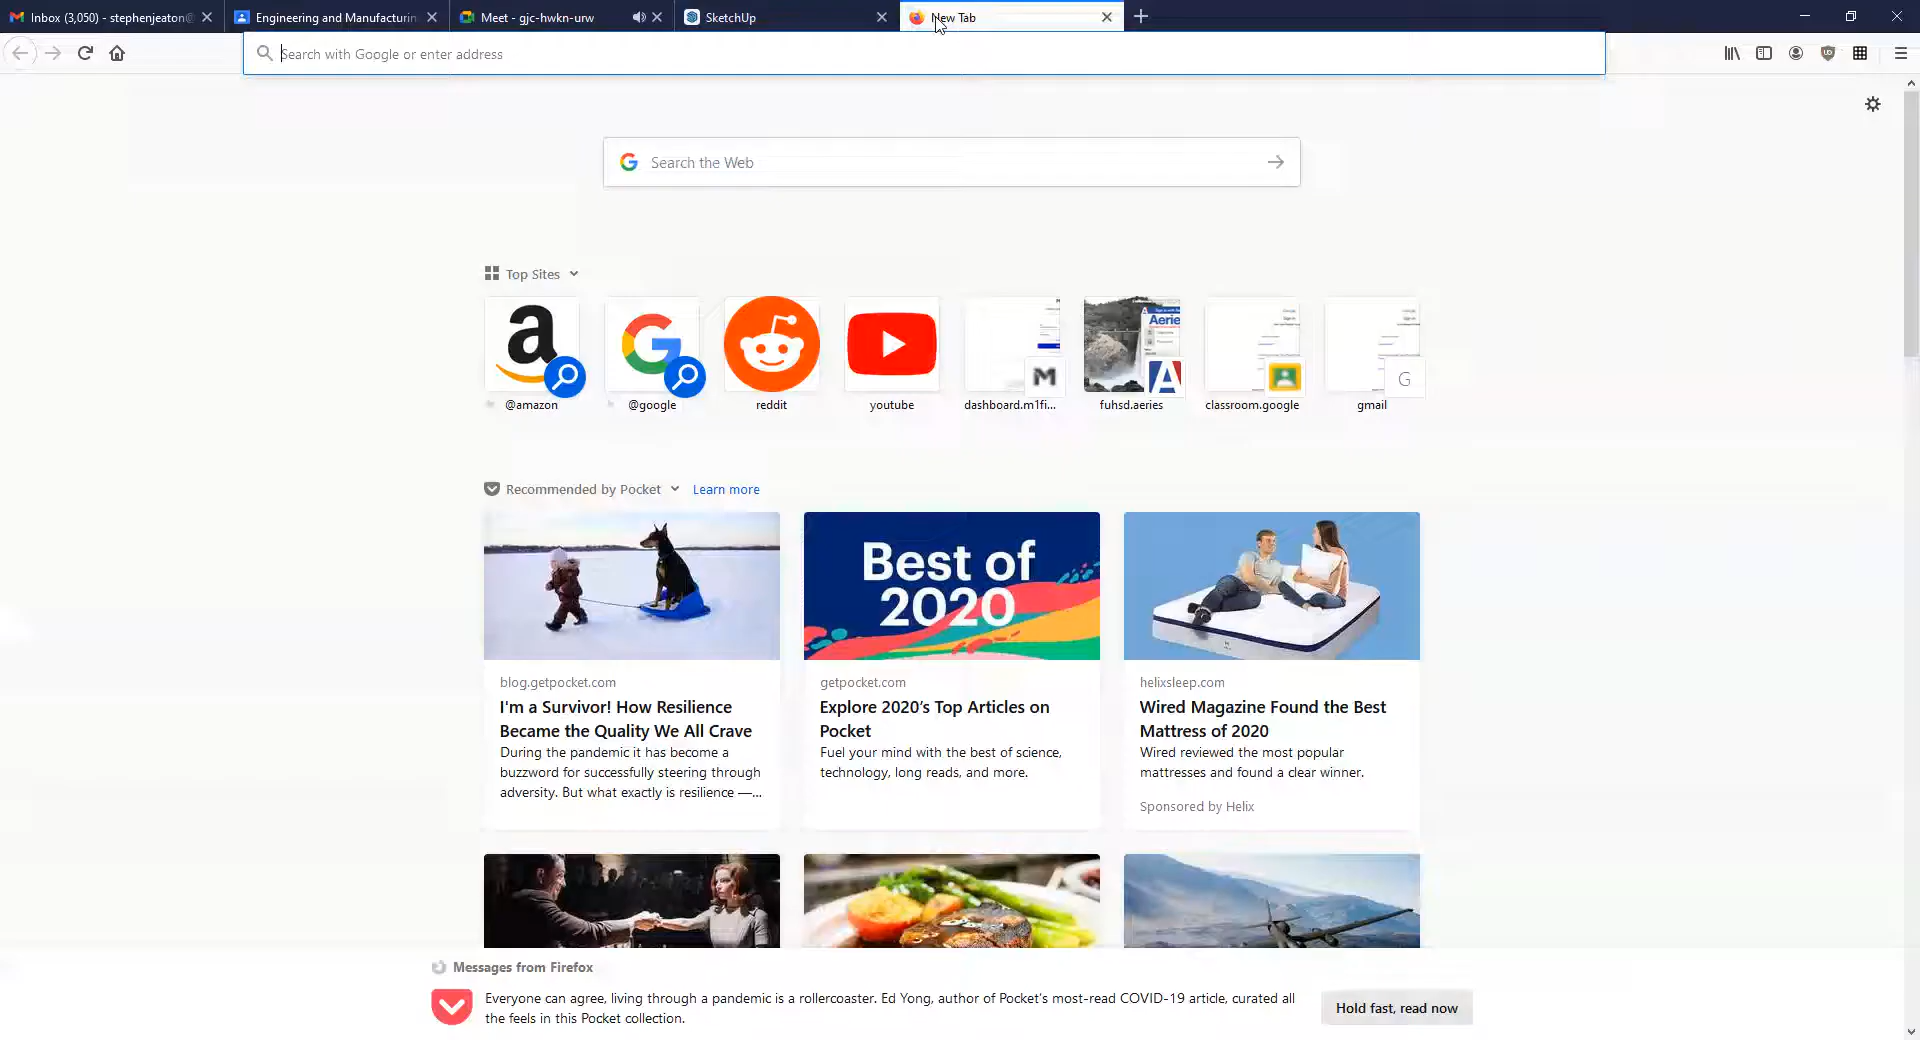 Inbox (3,050) - stephenjeaton@
Engineering and Manufacturin
Meet - gjc-hwkn-urw
SketchUp
New Tab
Search with Google or enter address
Search the Web
Top Sites
Aeries
@amazon
@google
reddit
youtube
dashboard.m1fi...
fuhsd.aeries
classroom.google
gmail
Recommended by Pocket
Learn more
Best of
2020
blog.getpocket.com
I'm a Survivor! How Resilience
Became the Quality We All Crave
During the pandemic it has become a
buzzword for successfully steering through
adversity. But what exactly is resilience —...
getpocket.com
Explore 2020’s Top Articles on
Pocket
Fuel your mind with the best of science,
technology, long reads, and more.
helixsleep.com
Wired Magazine Found the Best
Mattress of 2020
Wired reviewed the most popular
mattresses and found a clear winner.
Sponsored by Helix
Messages from Firefox
Everyone can agree, living through a pandemic is a rollercoaster. Ed Yong, author of Pocket's most-read COVID-19 article, curated all
the feels in this Pocket collection.
Hold fast, read now